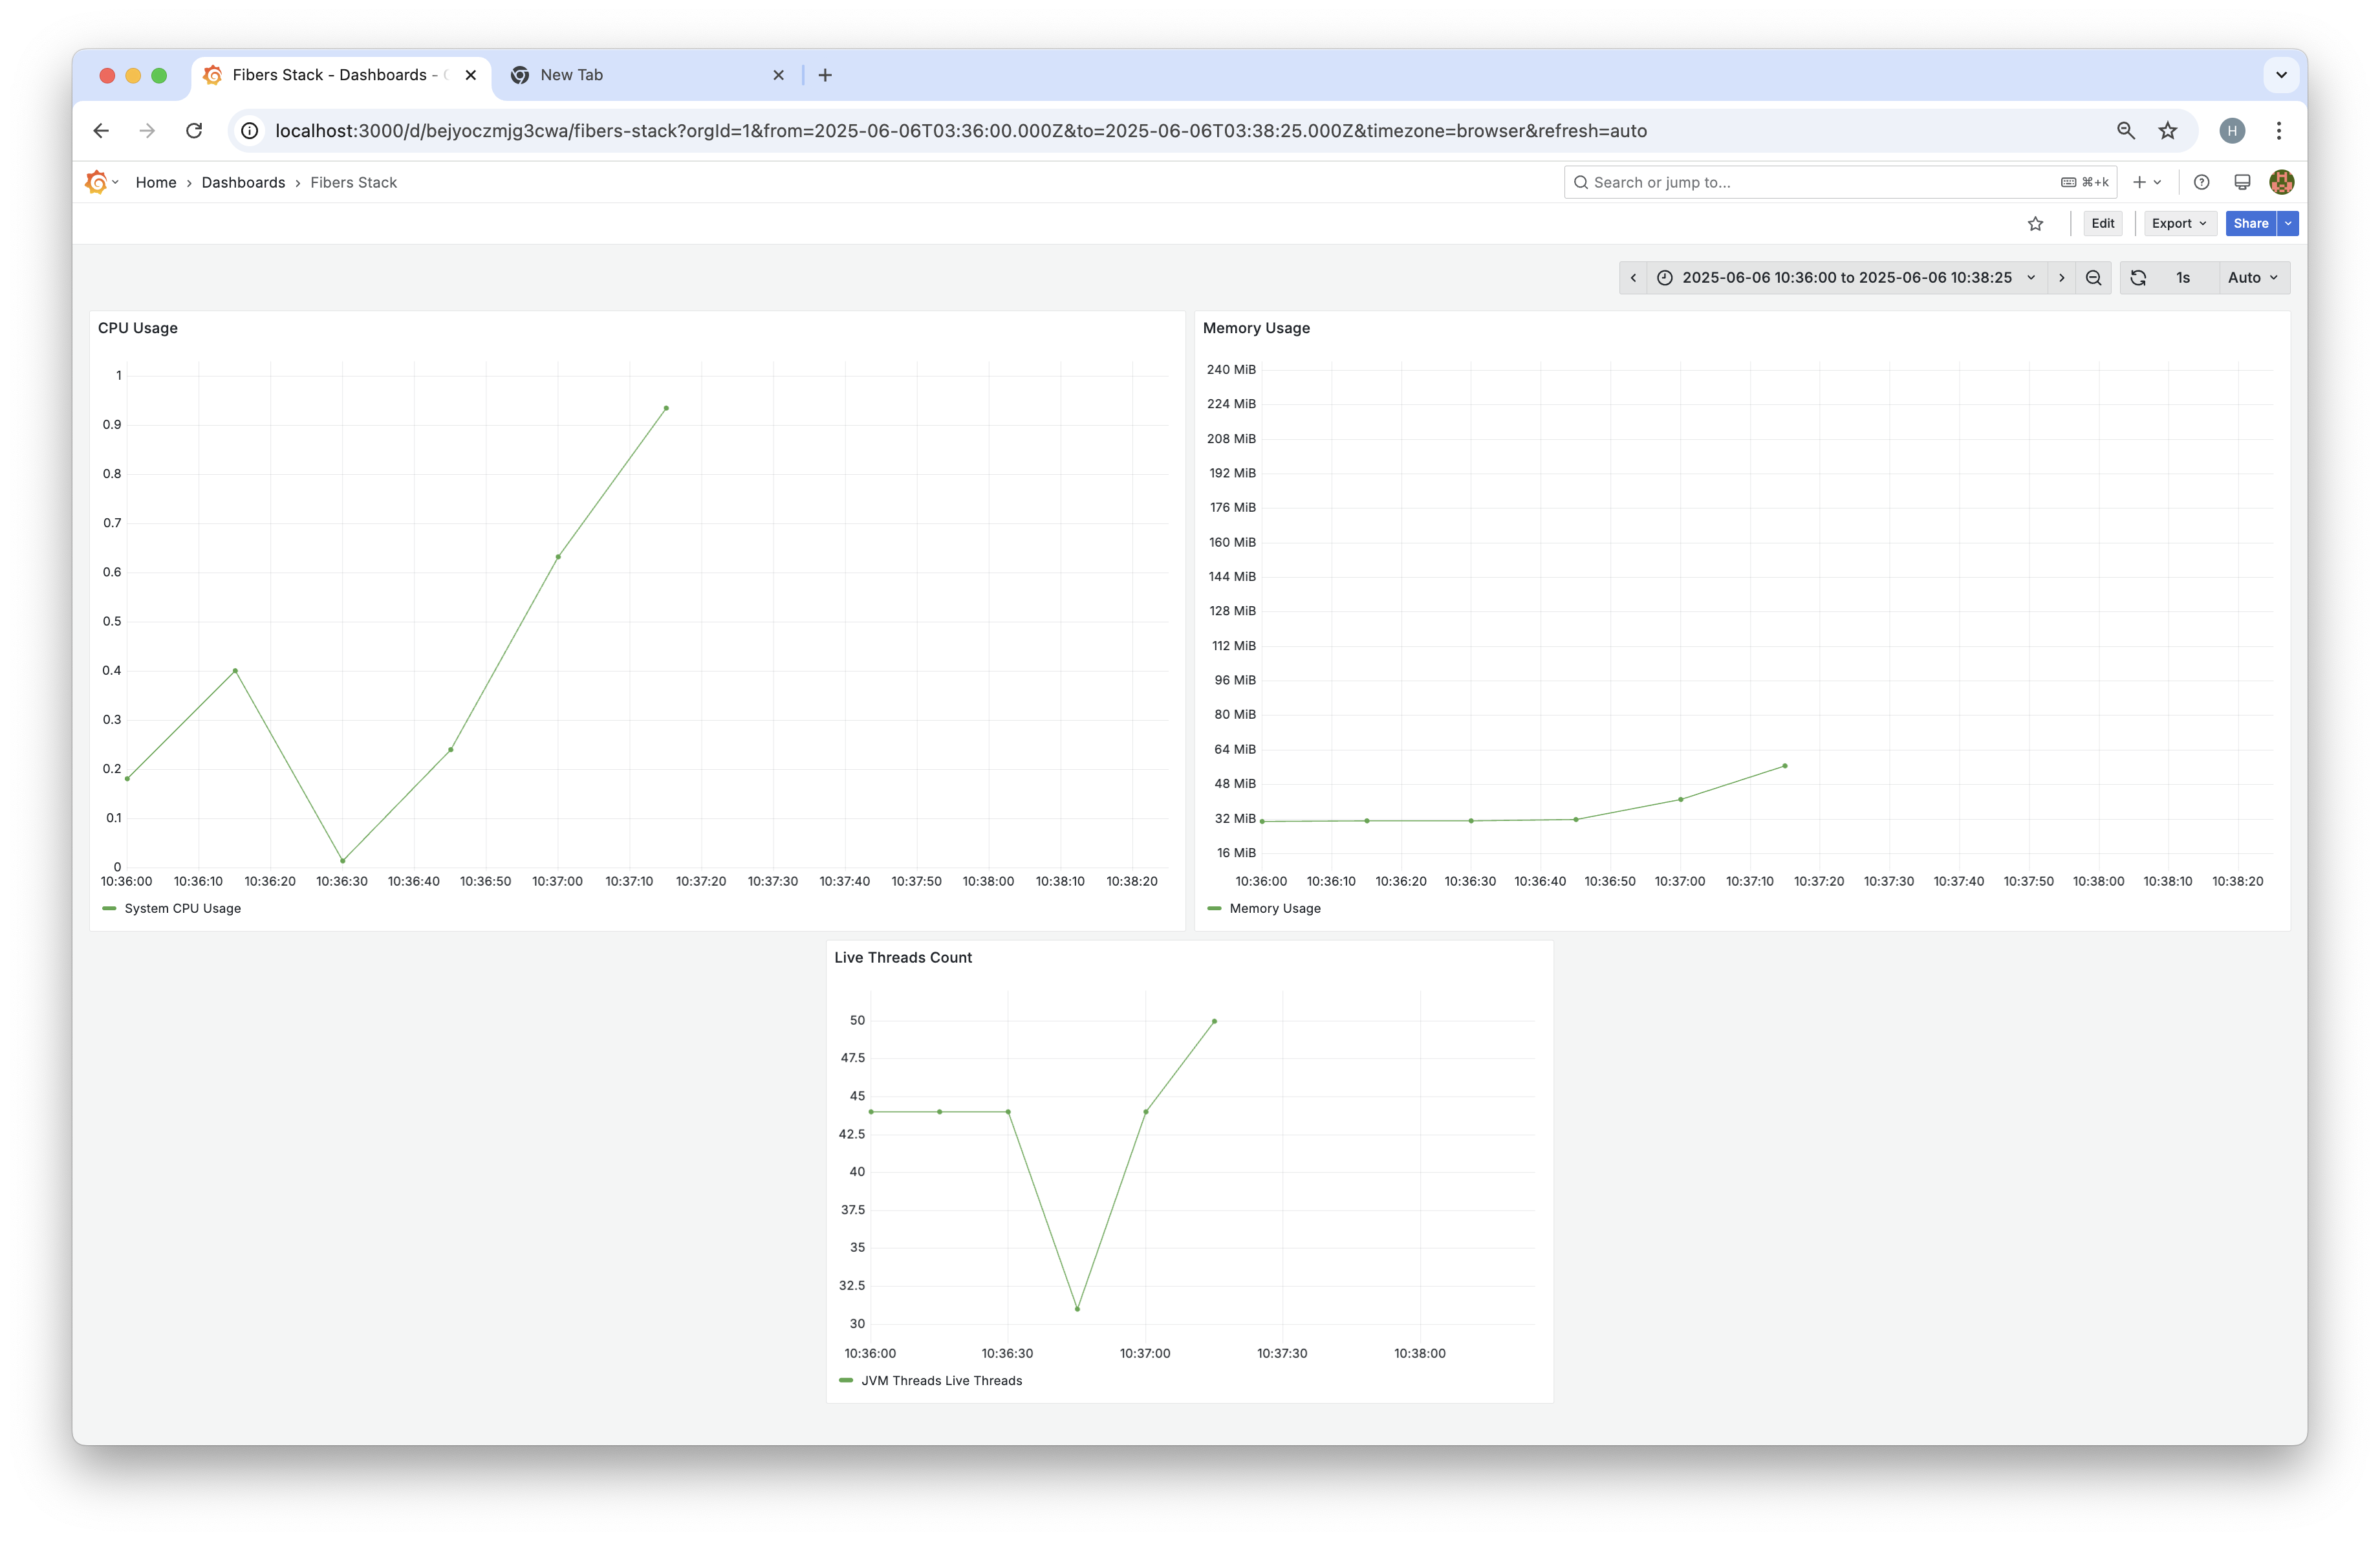 Fibers Stack - Dashboards -
New Tab
localhost:3000/d/bejyoczmjg3cwa/fibers-stack?orgId=1&from=2025-06-06T03:36:00.000Z&to=2025-06-06T03:38:25.000Z&timezone=browser&refresh=auto
H
Home › Dashboards › Fibers Stack
Search or jump to...
⌘+k
Edit
Export
Share
2025-06-06 10:36:00 to 2025-06-06 10:38:25
1s
Auto
CPU Usage
1
0.9
0.8
0.7
0.6
0.5
0.4
0.3
0.2
0.1
0
10:36:00 10:36:10 10:36:20 10:36:30 10:36:40 10:36:50 10:37:00 10:37:10 10:37:20 10:37:30 10:37:40 10:37:50 10:38:00 10:38:10 10:38:20
System CPU Usage
Memory Usage
240 MiB
224 MiB
208 MiB
192 MiB
176 MiB
160 MiB
144 MiB
128 MiB
112 MiB
96 MiB
80 MiB
64 MiB
48 MiB
32 MiB
16 MiB
10:36:00 10:36:10 10:36:20 10:36:30 10:36:40 10:36:50 10:37:00 10:37:10 10:37:20 10:37:30 10:37:40 10:37:50 10:38:00 10:38:10 10:38:20
Memory Usage
Live Threads Count
50
47.5
45
42.5
40
37.5
35
32.5
30
10:36:00 10:36:30 10:37:00 10:37:30 10:38:00
JVM Threads Live Threads